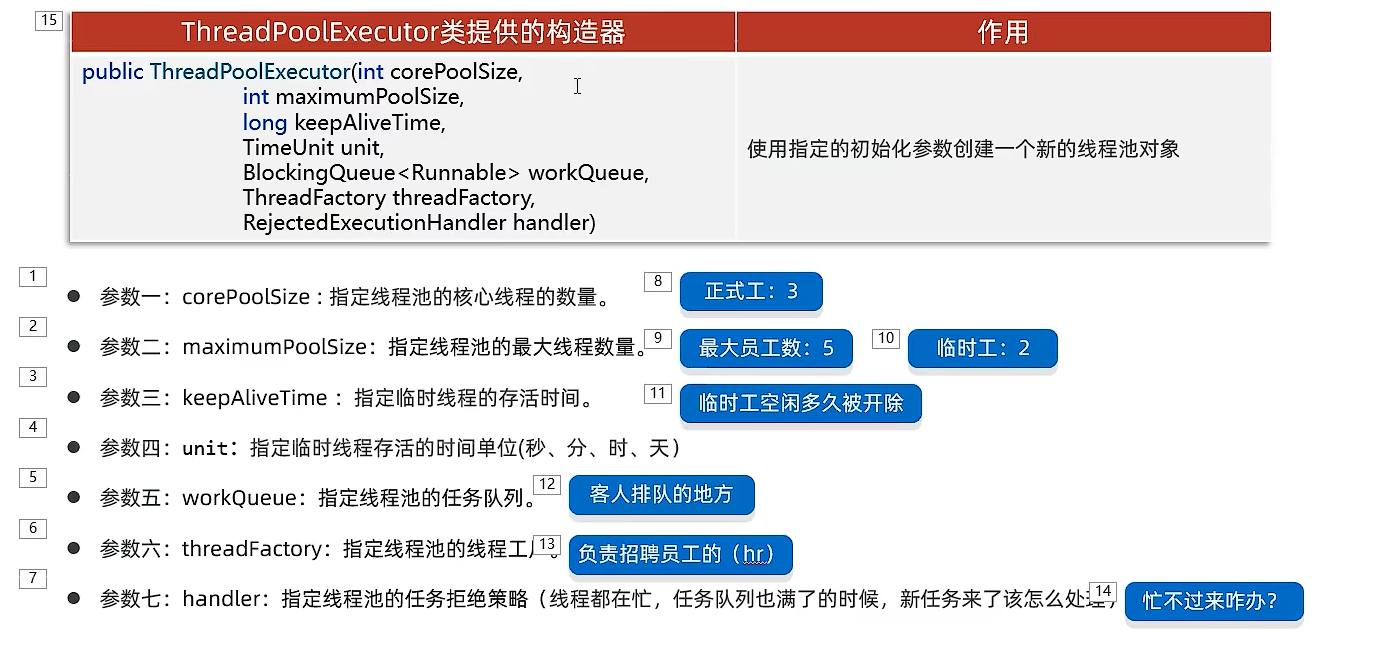 15
ThreadPoolExecutor类提供的构造器 作用
public ThreadPoolExecutor(int corePoolSize,
int maximumPoolSize,
long keepAliveTime,
TimeUnit unit,
使用指定的初始化参数创建一个新的线程池对象
BlockingQueue<Runnable> workQueue,
ThreadFactory threadFactory,
RejectedExecutionHandler handler)
1
● 参数一：corePoolSize : 指定线程池的核心线程的数量。 8 正式工：3
2
● 参数二：maximumPoolSize：指定线程池的最大线程数量。 9 最大员工数：5 10 临时工：2
3
● 参数三：keepAliveTime ：指定临时线程的存活时间。 11 临时工空闲多久被开除
4
● 参数四：unit：指定临时线程存活的时间单位(秒、分、时、天）
5
● 参数五：workQueue：指定线程池的任务队列。 12 客人排队的地方
6
● 参数六：threadFactory：指定线程池的线程工 13 负责招聘员工的（hr）
7
● 参数七：handler：指定线程池的任务拒绝策略（线程都在忙，任务队列也满了的时候，新任务来了该怎么处 14 忙不过来咋办？